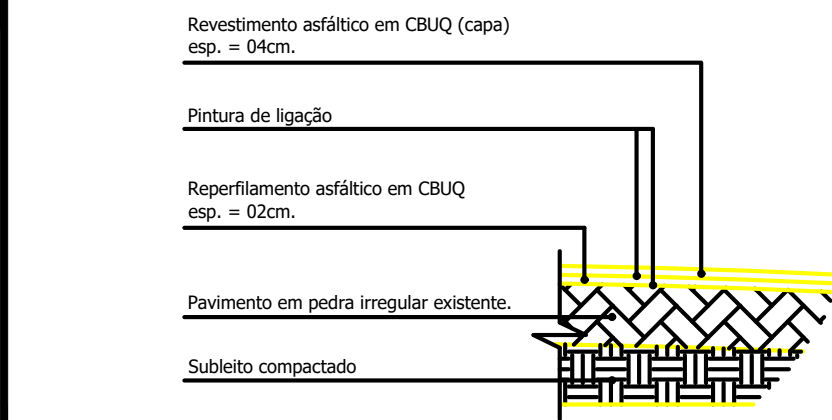 Revestimento asfáltico em CBUQ (capa)
esp. = 04cm.
Pintura de ligação
Reperfilamento asfáltico em CBUQ
esp. = 02cm.
Pavimento em pedra irregular existente.
Subleito compactado